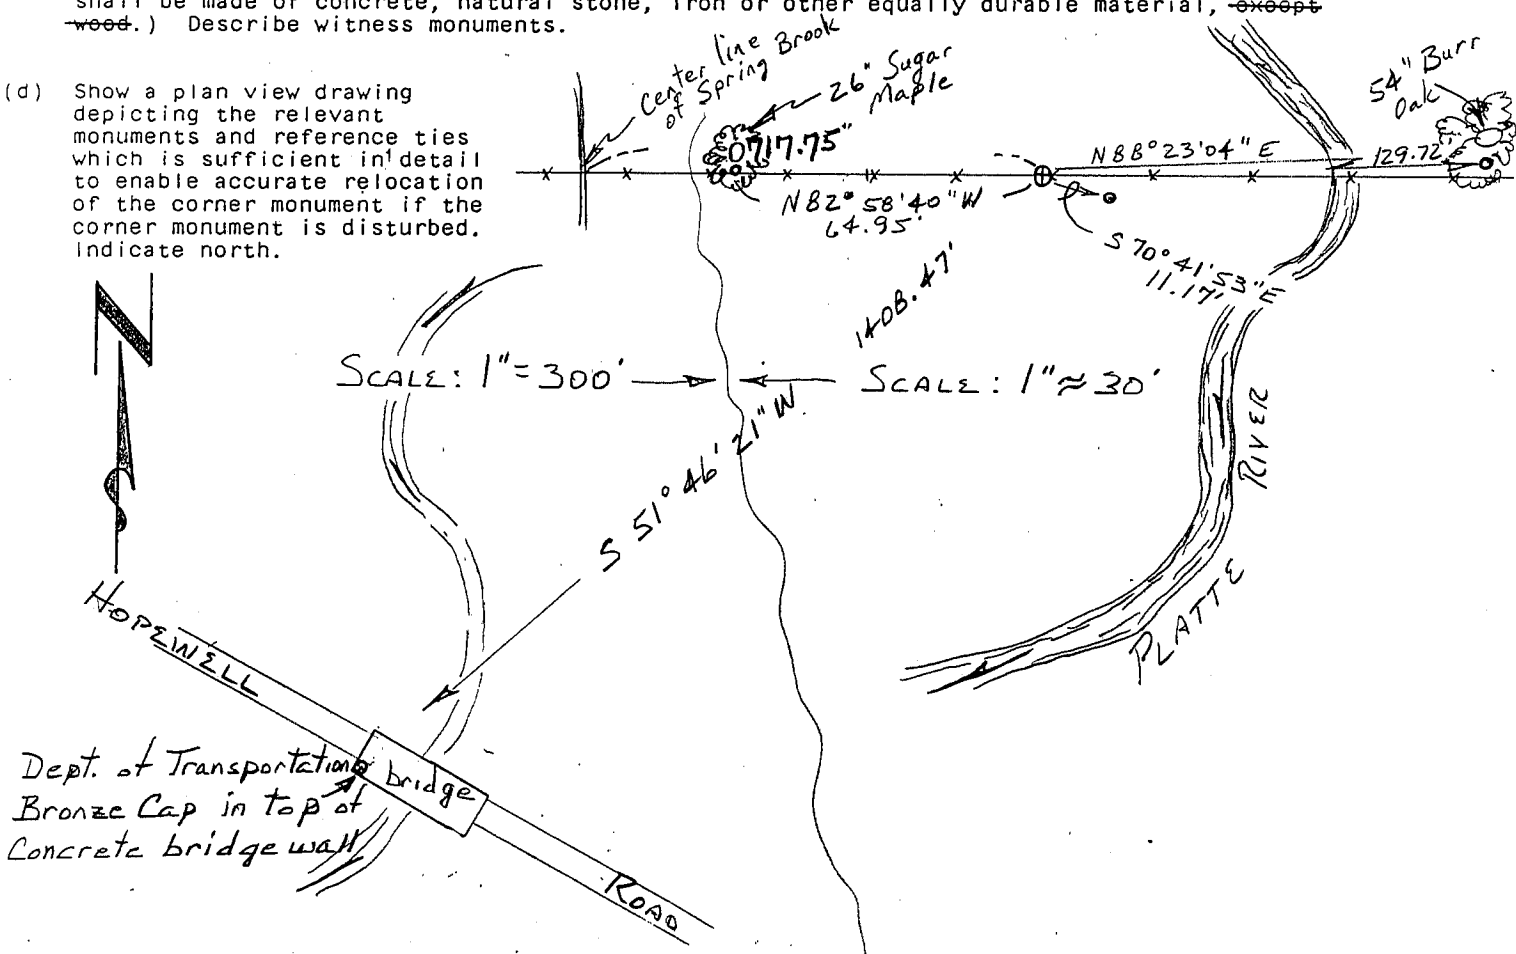 shall be made of concrete, natural stone, iron or other equally durable material, except
wood.) Describe witness monuments.
(d) Show a plan view drawing
depicting the relevant
monuments and reference ties
which is sufficient in detail
to enable accurate relocation
of the corner monument if the
corner monument is disturbed.
Indicate north.
Center line
of Spring Brook
26" Sugar
Maple
54" Burr
Oak
717.75"
N88°23'04"E
129.72'
N82°58'40"W
64.95'
S 70°41'53"E
11.17'
1408.47'
SCALE: 1"=300'
SCALE: 1"≈30'
S 51°46'21"W
RIVER
PLATTE
HOPEWELL
bridge
ROAD
Dept. of Transportation
Bronze Cap in top of
Concrete bridge wall